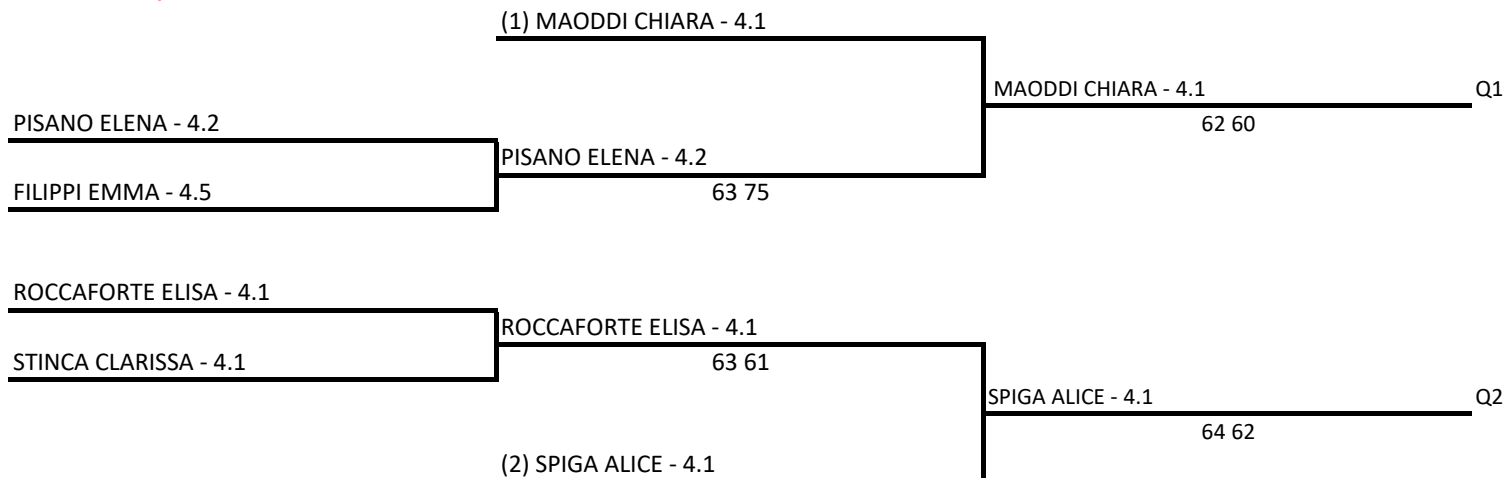 (1) MAODDI CHIARA - 4.1
MAODDI CHIARA - 4.1 Q1
PISANO ELENA - 4.2
62 60
PISANO ELENA - 4.2
FILIPPI EMMA - 4.5
63 75
ROCCAFORTE ELISA - 4.1
ROCCAFORTE ELISA - 4.1
STINCA CLARISSA - 4.1
63 61
SPIGA ALICE - 4.1 Q2
64 62
(2) SPIGA ALICE - 4.1